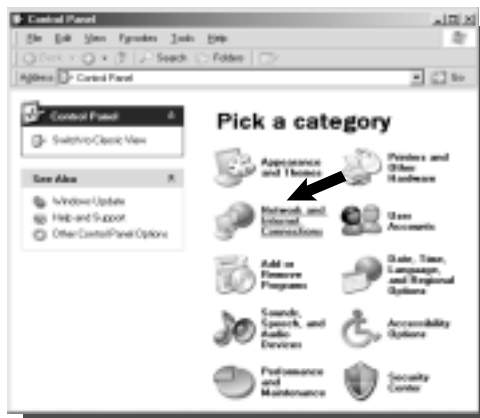 Control Panel
File Edit View Favorites Tools Help
Back Search Folders
Address Control Panel Go
Control Panel
Switch to Classic View
See Also
Windows Update
Help and Support
Other Control Panel Options
Pick a category
Appearance
and Themes
Printers and
Other
Hardware
Network and
Internet
Connections
User
Accounts
Add or
Remove
Programs
Date, Time,
Language,
and Regional
Options
Sounds,
Speech, and
Audio
Devices
Accessibility
Options
Performance
and
Maintenance
Security
Center